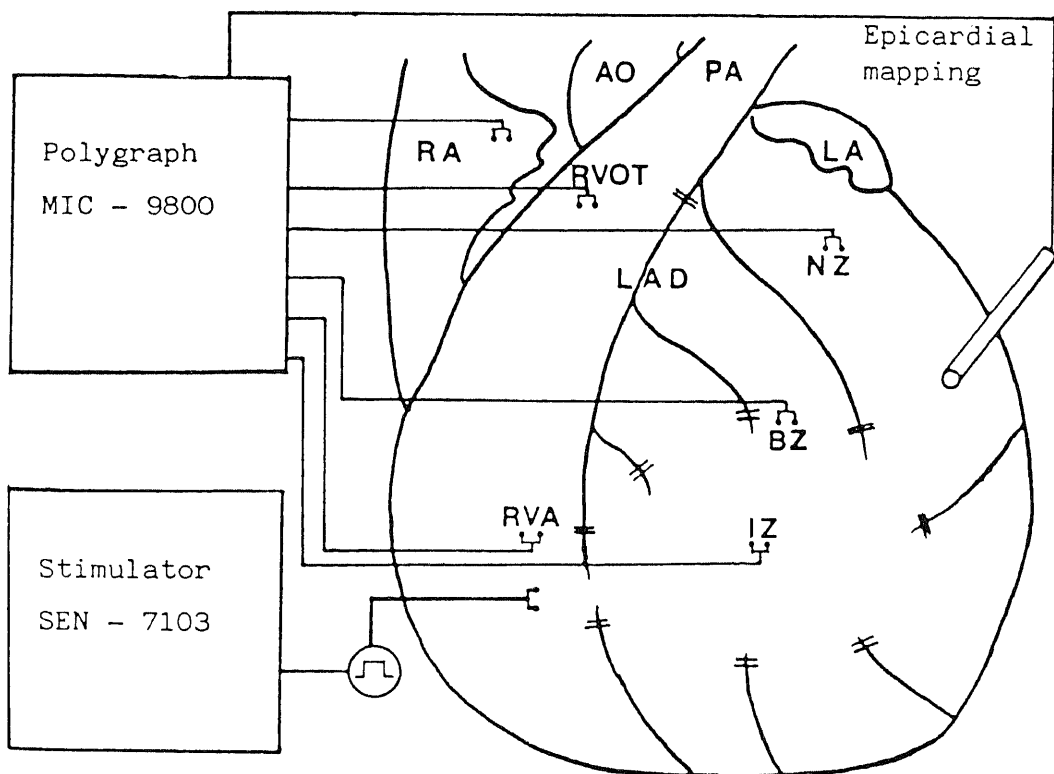 Epicardial
mapping
AO
PA
Polygraph
MIC - 9800
RA
LA
RVOT
NZ
LAD
BZ
RVA
IZ
Stimulator
SEN - 7103